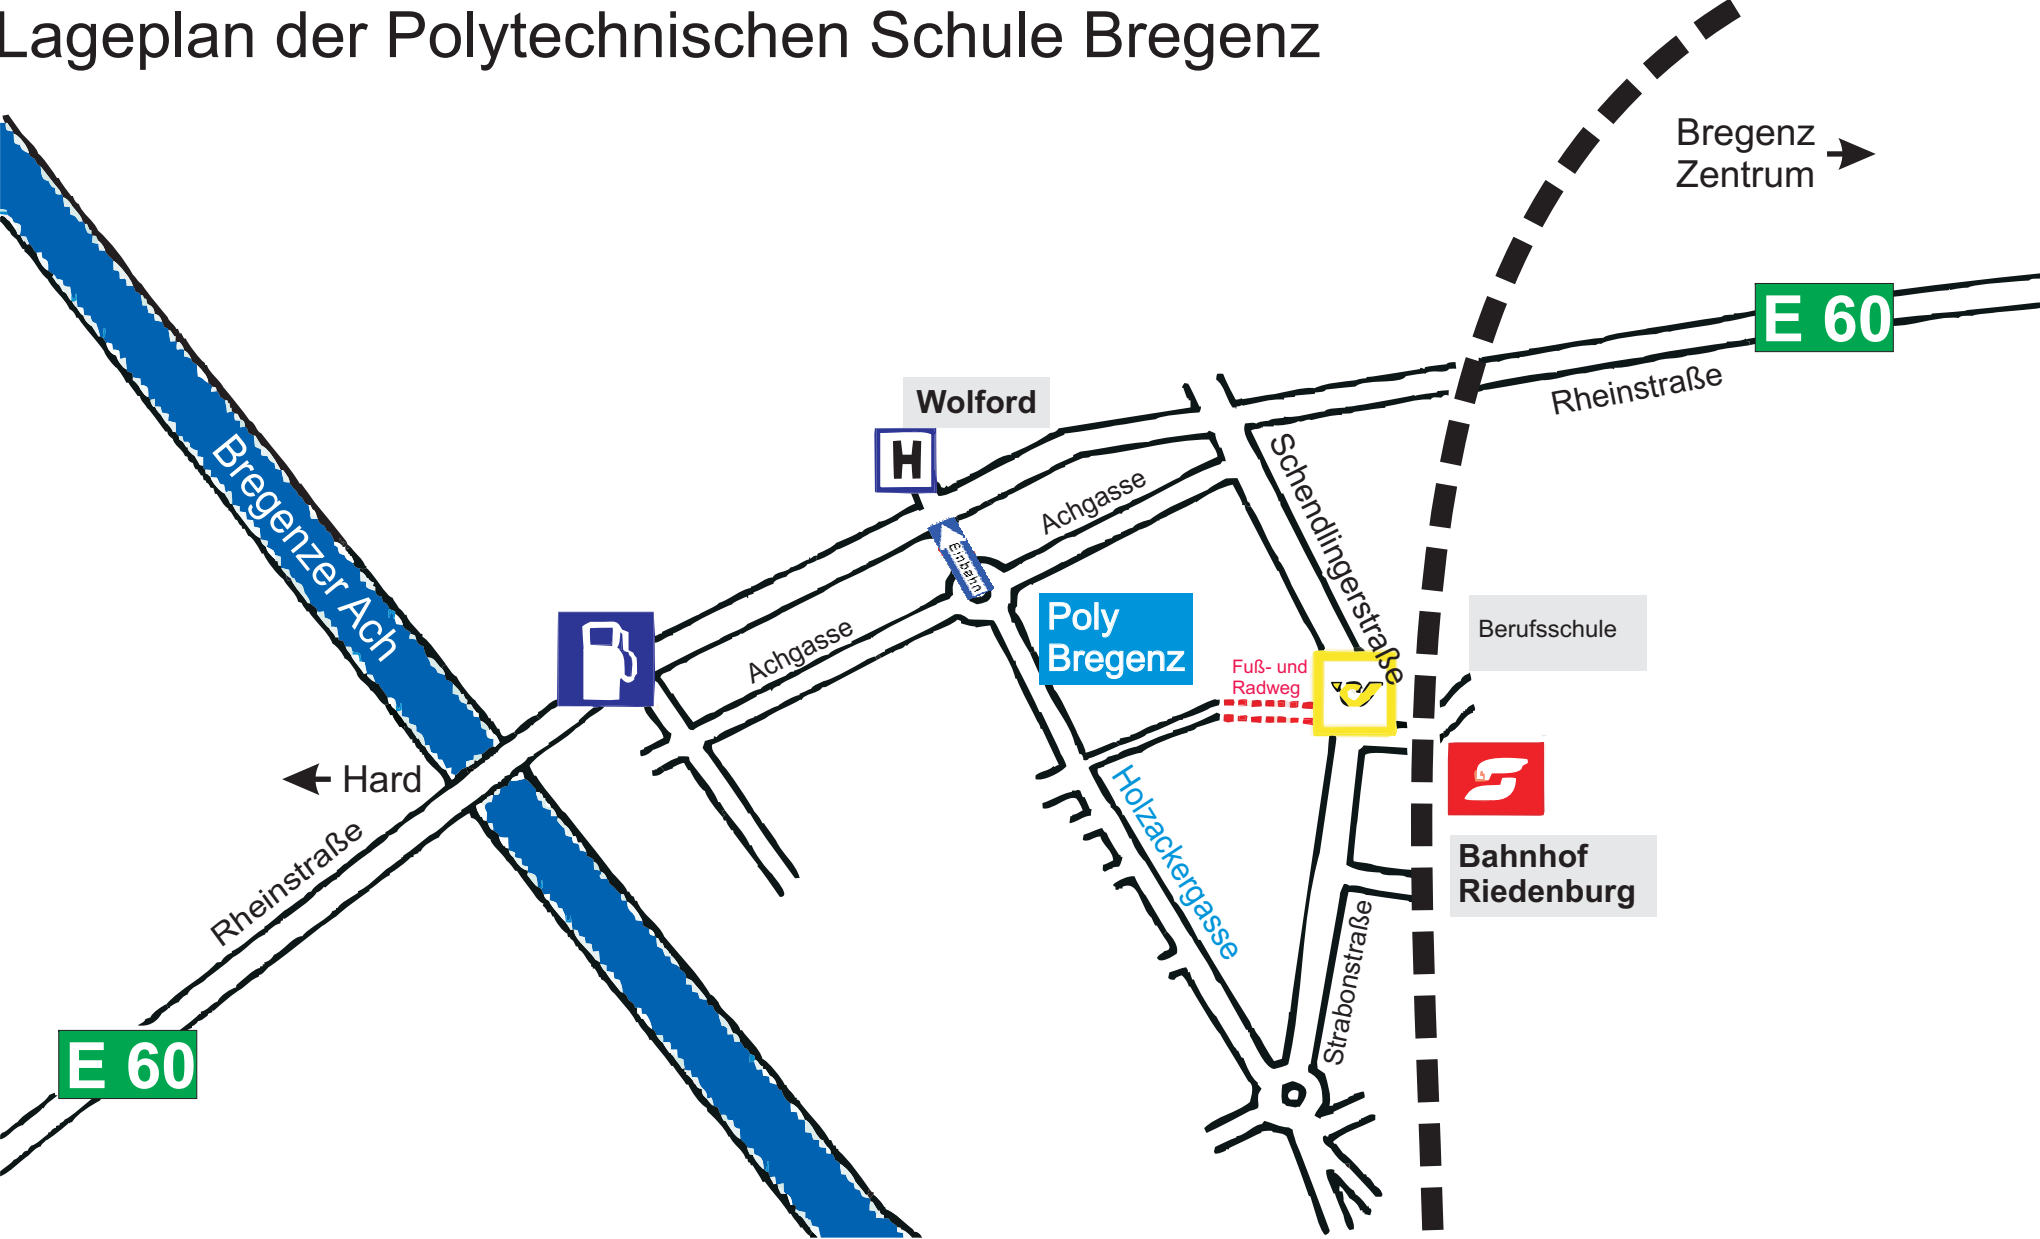 Lageplan der Polytechnischen Schule Bregenz
Bregenz
Zentrum
E 60
Rheinstraße
Wolford
H
Schendlingerstraße
Achgasse
Einbahn
Bregenzer Ach
Poly
Bregenz
Berufsschule
Achgasse
Fuß- und
Radweg
Hard
Holzackergasse
Bahnhof
Riedenburg
Rheinstraße
Strabonstraße
E 60